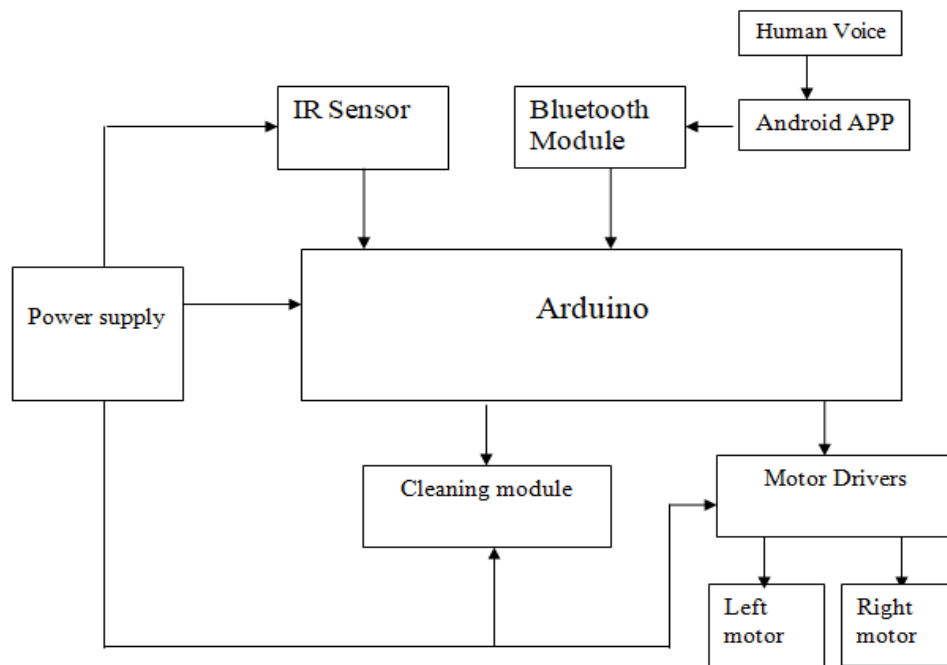 Human Voice
IR Sensor
Bluetooth
Module
Android APP
Power supply
Arduino
Cleaning module
Motor Drivers
Left
motor
Right
motor